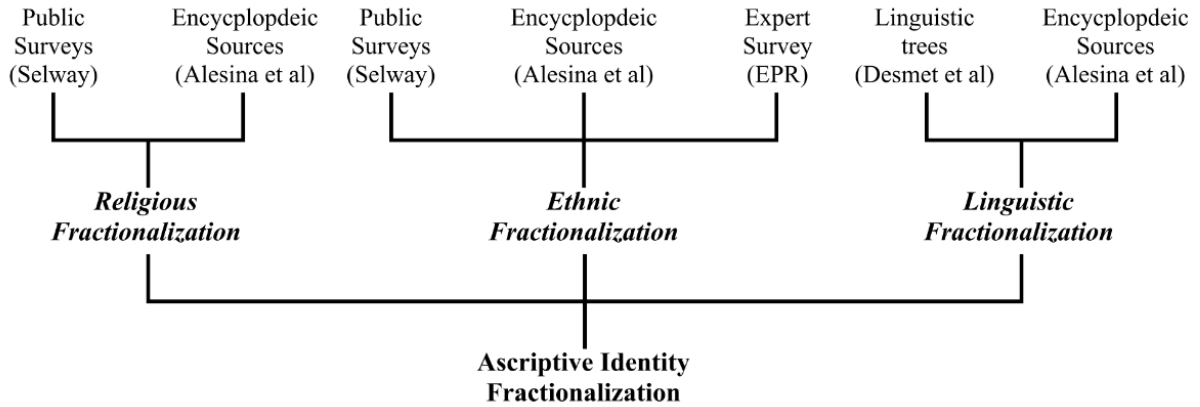 Public
Surveys
(Selway)
Encycplopdeic
Sources
(Alesina et al)
Public
Surveys
(Selway)
Encycplopdeic
Sources
(Alesina et al)
Expert
Survey
(EPR)
Linguistic
trees
(Desmet et al)
Encycplopdeic
Sources
(Alesina et al)
Religious
Fractionalization
Ethnic
Fractionalization
Linguistic
Fractionalization
Ascriptive Identity
Fractionalization